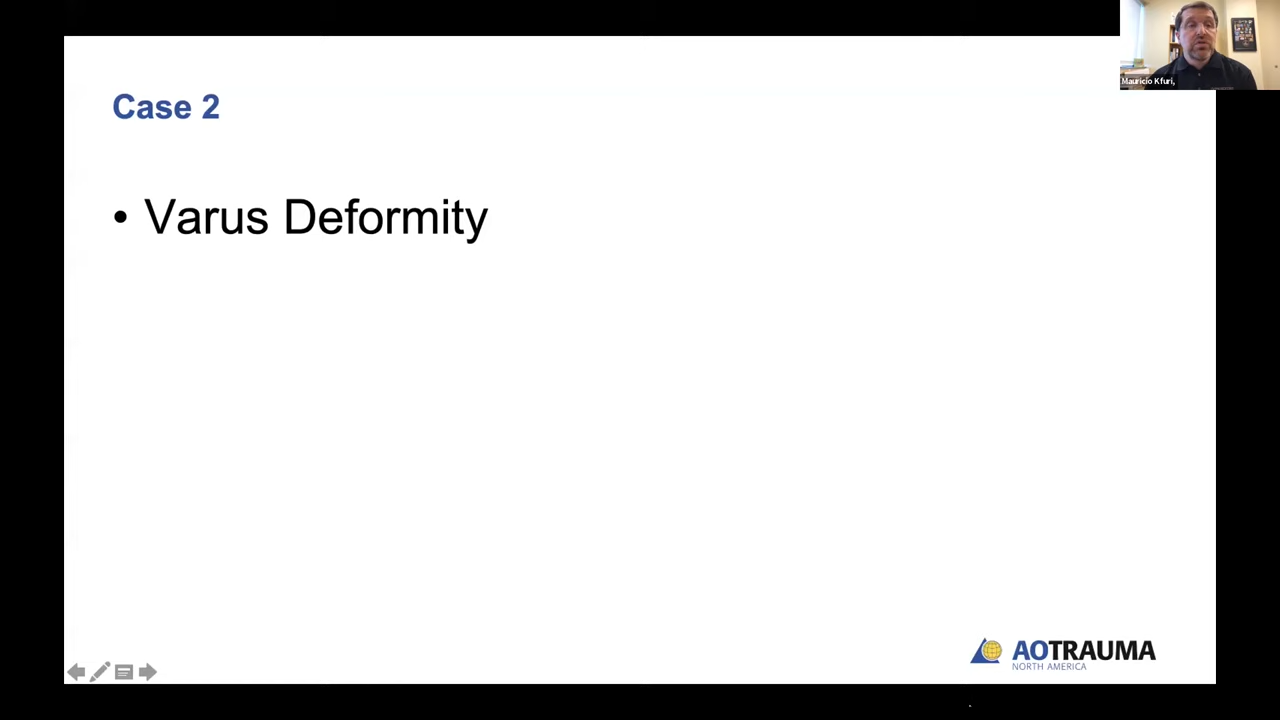 Mauricio Kfuri,
Case 2
• Varus Deformity
AOTRAUMA
NORTH AMERICA